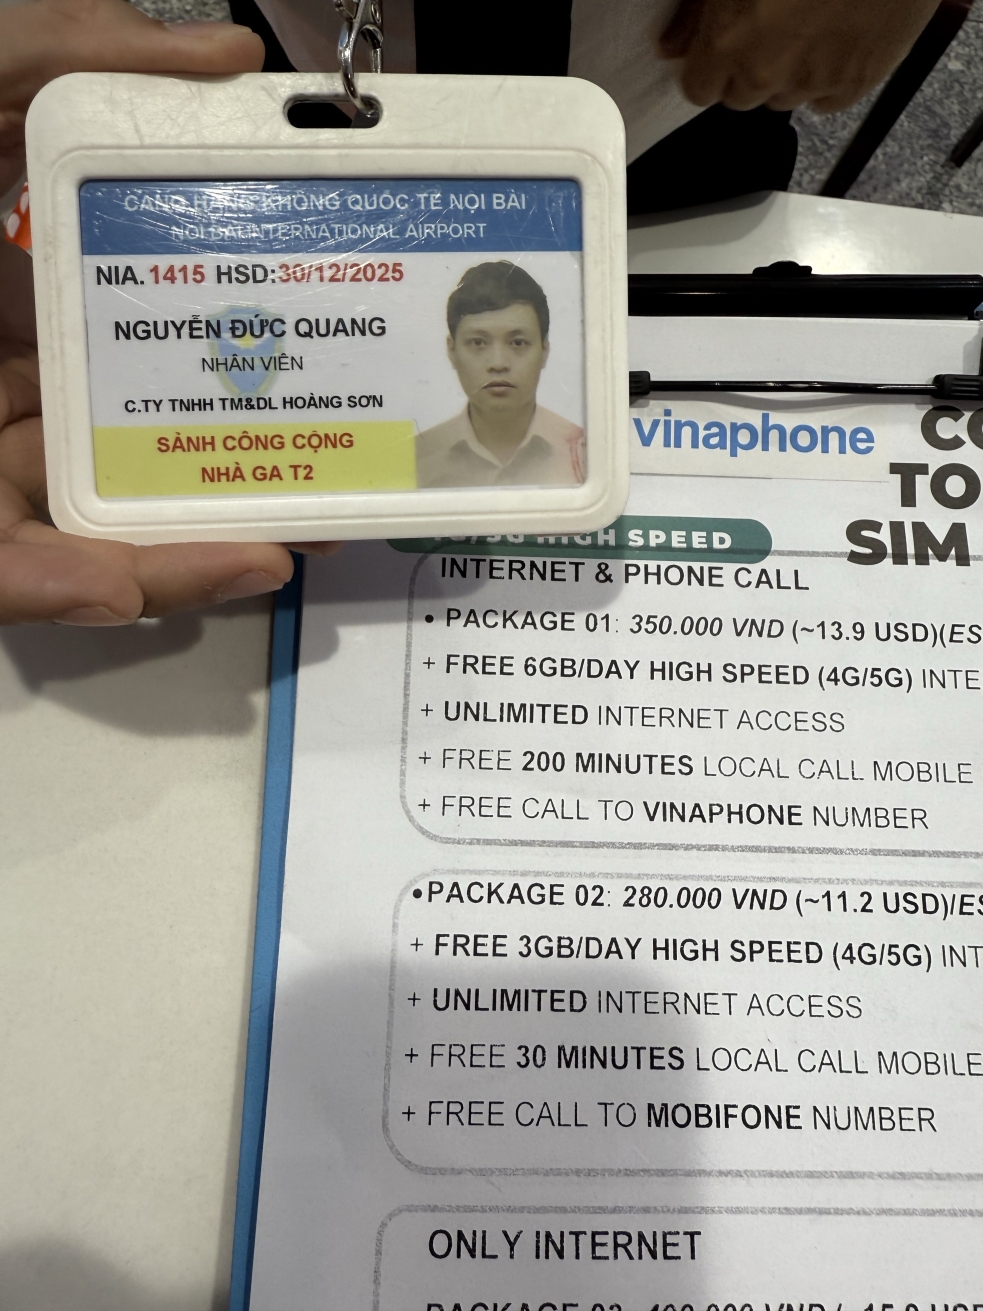 CẢNG HÀNG KHÔNG QUỐC TẾ NỘI BÀI
NOI BAI INTERNATIONAL AIRPORT
NIA. 1415 HSD: 30/12/2025
NGUYỄN ĐỨC QUANG
NHÂN VIÊN
C.TY TNHH TM&DL HOÀNG SƠN
SẢNH CÔNG CỘNG
NHÀ GA T2
vinaphone
TO
SIM
HIGH SPEED
INTERNET & PHONE CALL
• PACKAGE 01: 350.000 VND (~13.9 USD)(ES
+ FREE 6GB/DAY HIGH SPEED (4G/5G) INTE
+ UNLIMITED INTERNET ACCESS
+ FREE 200 MINUTES LOCAL CALL MOBILE
+ FREE CALL TO VINAPHONE NUMBER
• PACKAGE 02: 280.000 VND (~11.2 USD)/ES
+ FREE 3GB/DAY HIGH SPEED (4G/5G) INT
+ UNLIMITED INTERNET ACCESS
+ FREE 30 MINUTES LOCAL CALL MOBILE
+ FREE CALL TO MOBIFONE NUMBER
ONLY INTERNET